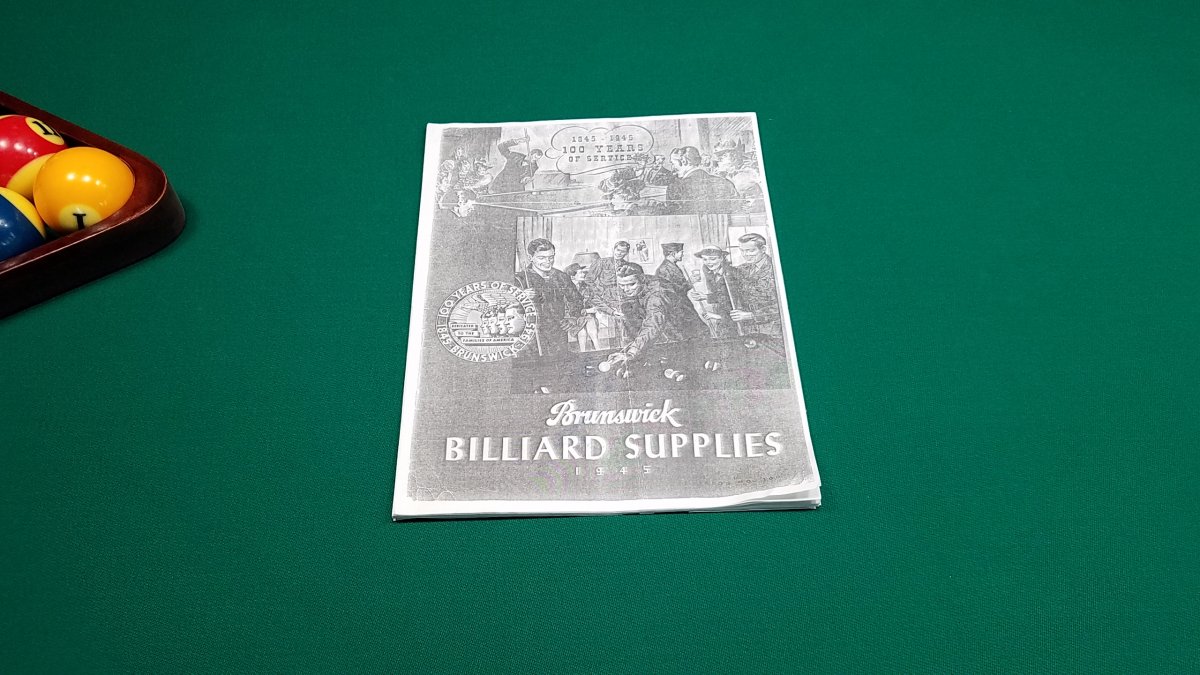 1845 - 1945
100 YEARS
OF SERVICE
100 YEARS OF SERVICE
1845 BRUNSWICK 1945
DEDICATED
TO THE
FAMILIES OF AMERICA
Brunswick
BILLIARD SUPPLIES
1945
1